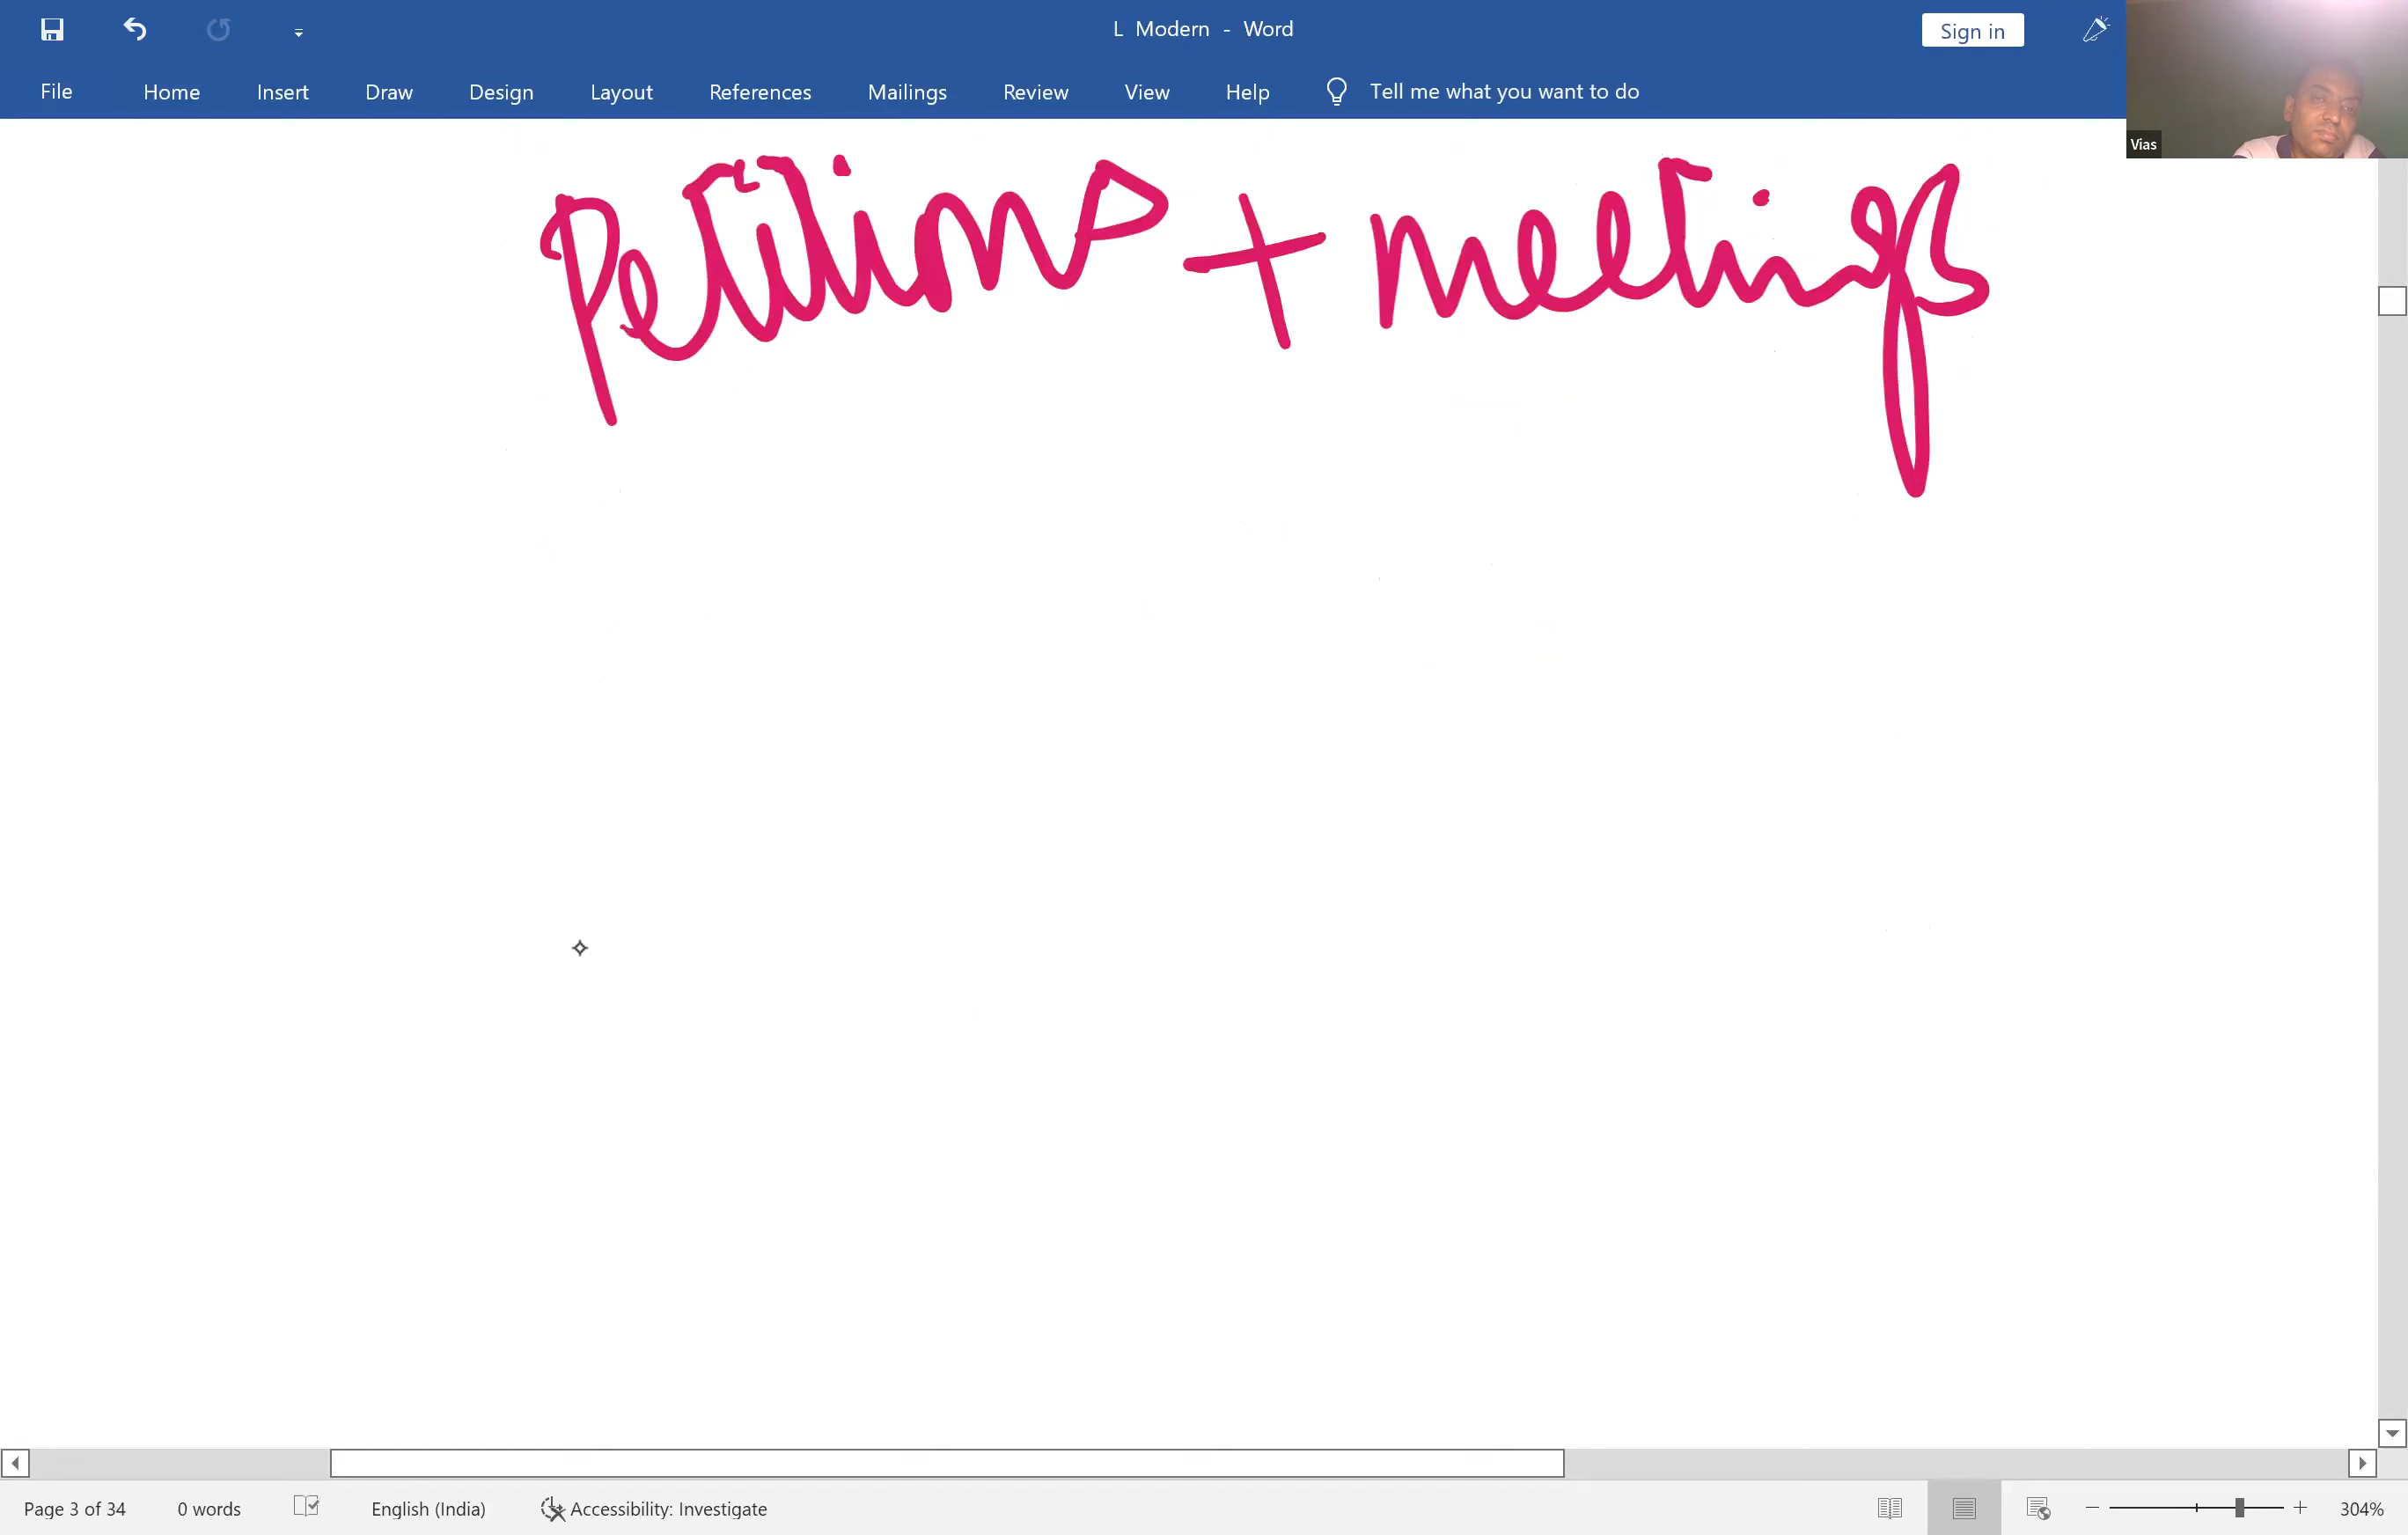 L Modern - Word
Sign in
File Home Insert Draw Design Layout References Mailings Review View Help Tell me what you want to do
Vias
Petitions + meetings
Page 3 of 34 0 words English (India) Accessibility: Investigate 304%